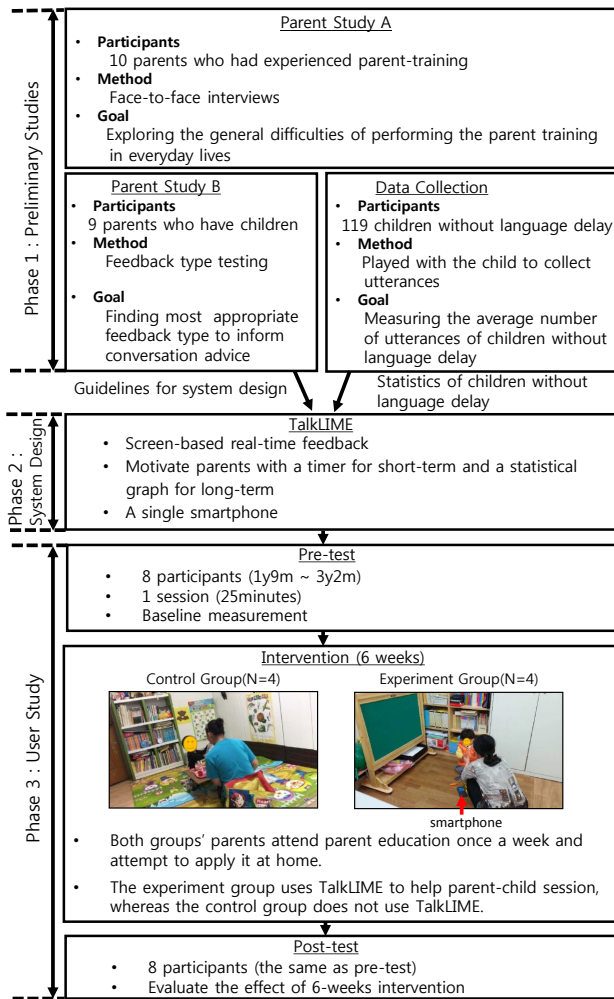 Phase 1 : Preliminary Studies
Parent Study A
• Participants
10 parents who had experienced parent-training
• Method
Face-to-face interviews
• Goal
Exploring the general difficulties of performing the parent training
in everyday lives
Parent Study B
• Participants
9 parents who have children
• Method
Feedback type testing
• Goal
Finding most appropriate
feedback type to inform
conversation advice
Data Collection
• Participants
119 children without language delay
• Method
Played with the child to collect
utterances
• Goal
Measuring the average number
of utterances of children without
language delay
Guidelines for system design
Statistics of children without
language delay
Phase 2 :
System Design
TalkLIME
• Screen-based real-time feedback
• Motivate parents with a timer for short-term and a statistical
graph for long-term
• A single smartphone
Phase 3 : User Study
Pre-test
• 8 participants (1y9m ~ 3y2m)
• 1 session (25minutes)
• Baseline measurement
Intervention (6 weeks)
Control Group(N=4)
Experiment Group(N=4)
smartphone
• Both groups' parents attend parent education once a week and
attempt to apply it at home.
• The experiment group uses TalkLIME to help parent-child session,
whereas the control group does not use TalkLIME.
Post-test
• 8 participants (the same as pre-test)
• Evaluate the effect of 6-weeks intervention